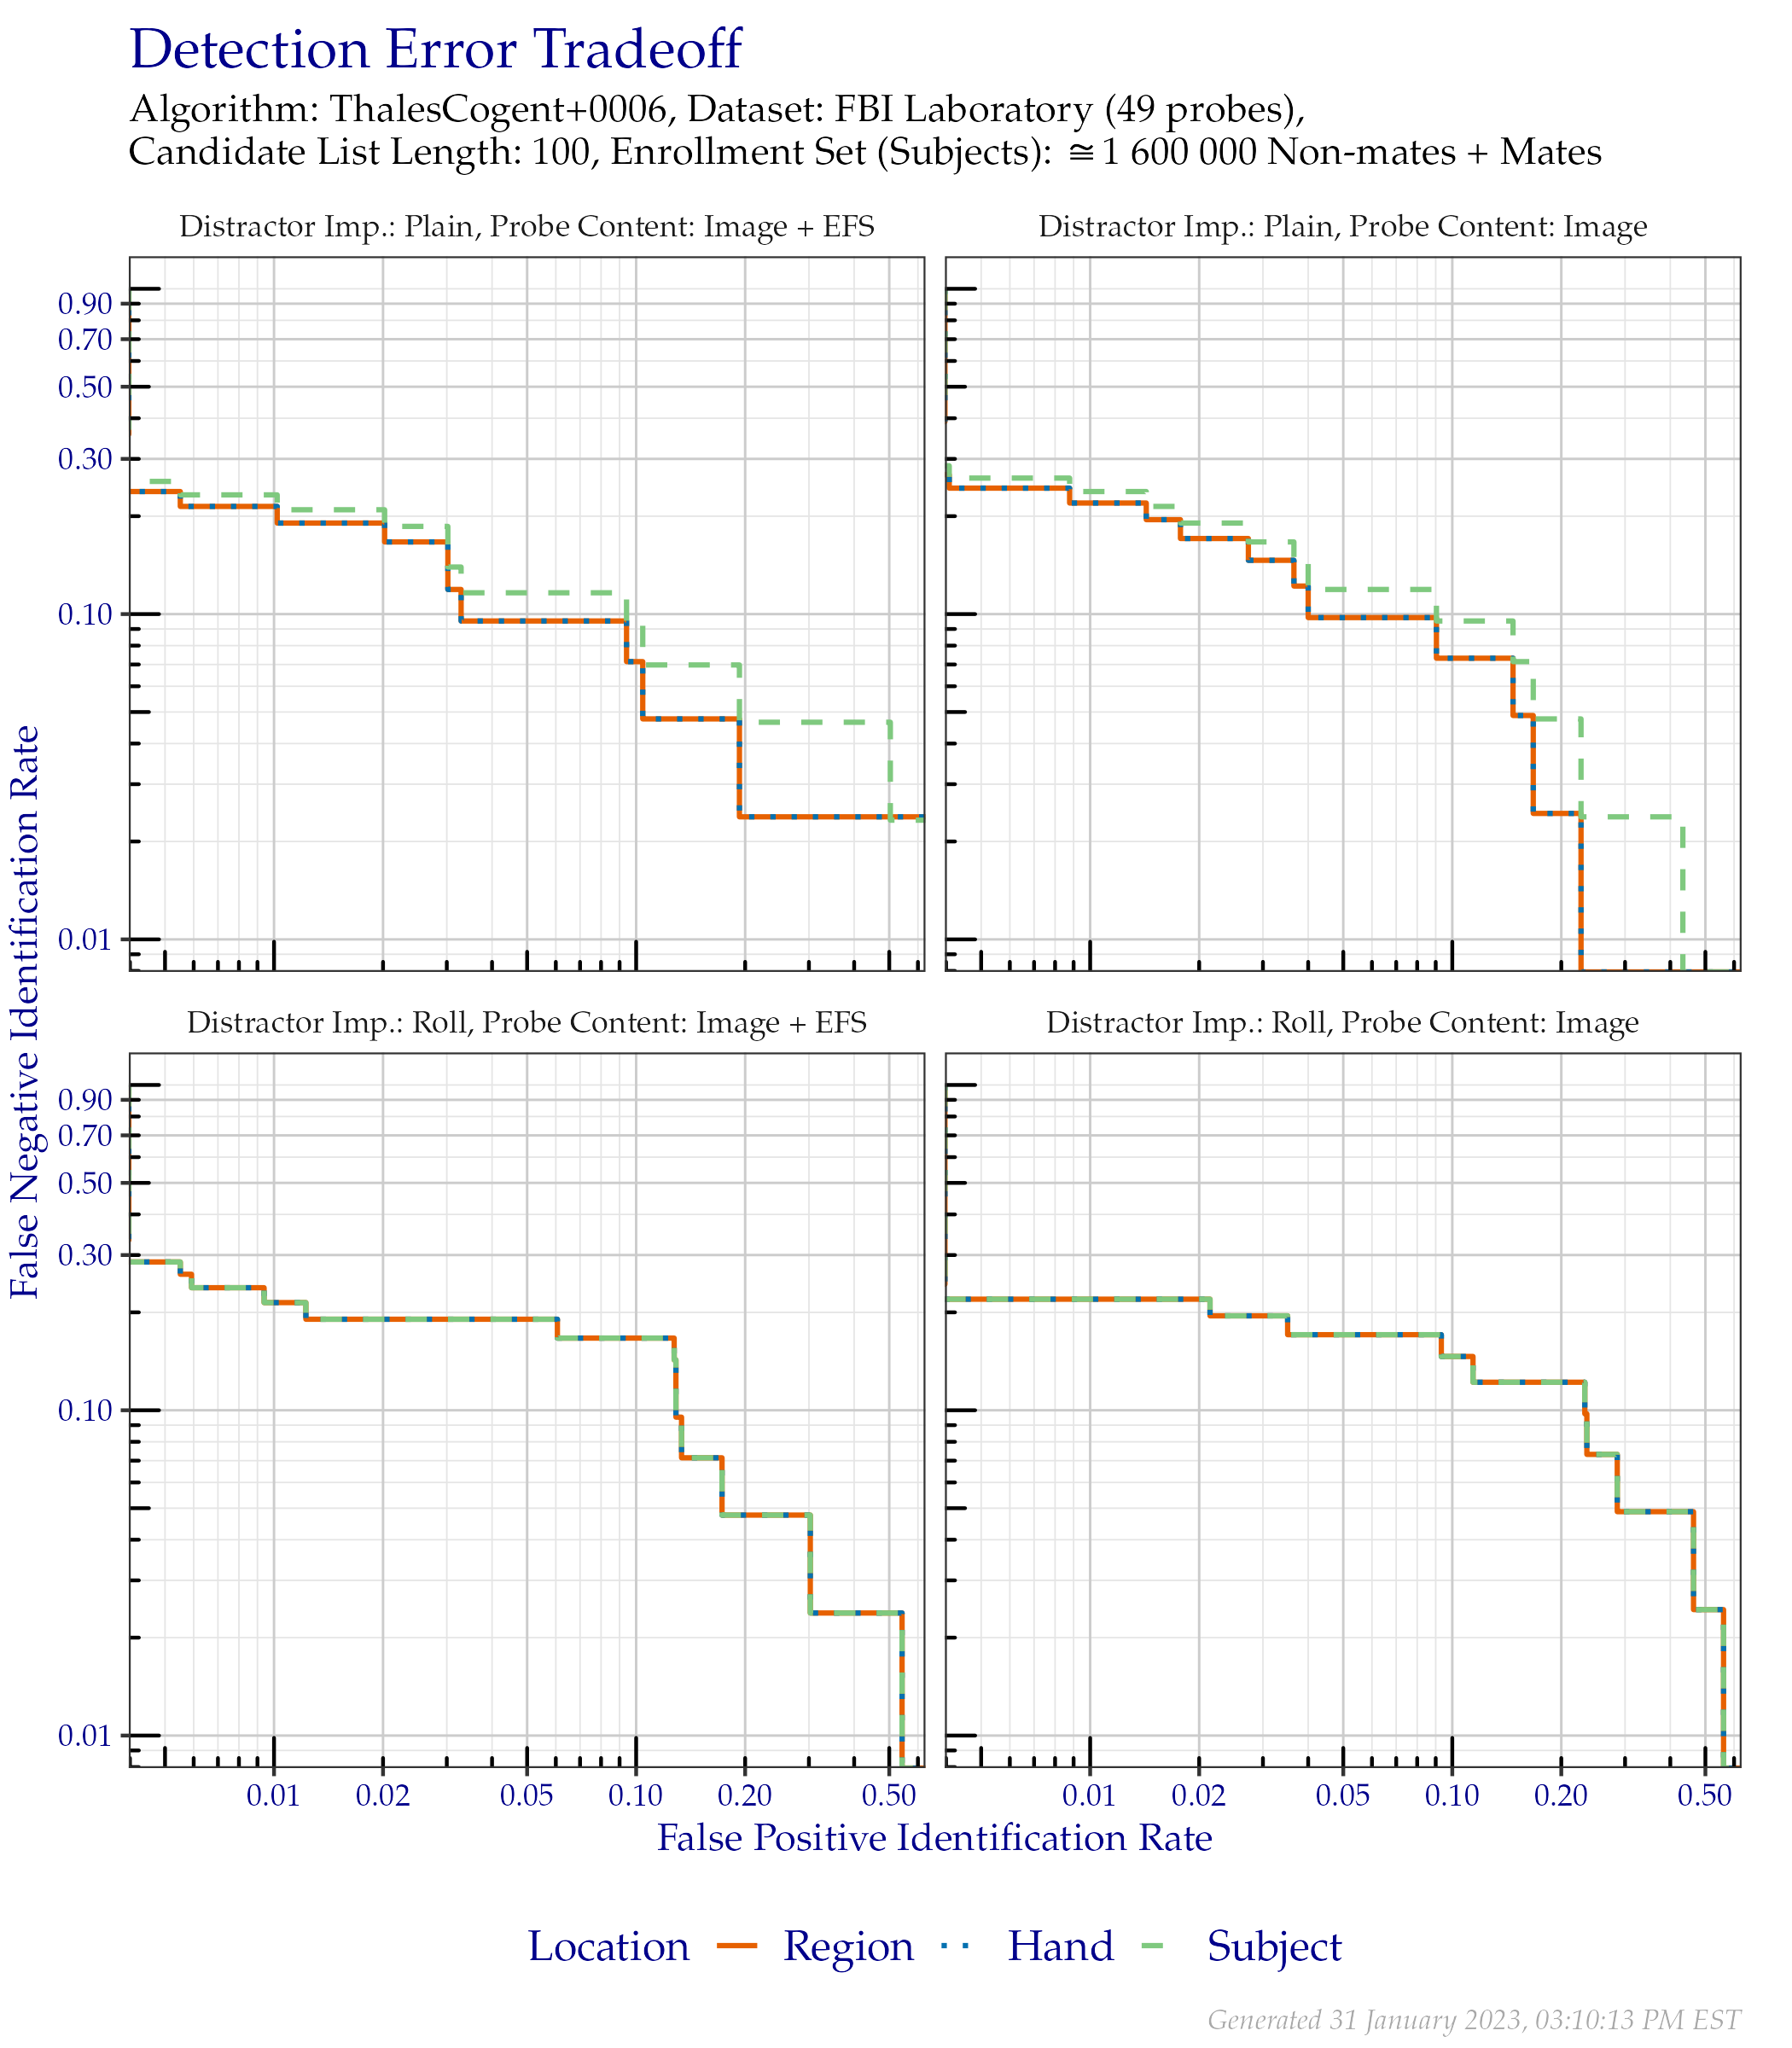 Detection Error Tradeoff
Algorithm: ThalesCogent+0006, Dataset: FBI Laboratory (49 probes),
Candidate List Length: 100, Enrollment Set (Subjects): ≅ 1 600 000 Non-mates + Mates
Distractor Imp.: Plain, Probe Content: Image + EFS
Distractor Imp.: Plain, Probe Content: Image
0.90
0.70
0.50
0.30
0.10
0.01
False Negative Identification Rate
Distractor Imp.: Roll, Probe Content: Image + EFS
Distractor Imp.: Roll, Probe Content: Image
0.90
0.70
0.50
0.30
0.10
0.01
0.01 0.02 0.05 0.10 0.20 0.50
0.01 0.02 0.05 0.10 0.20 0.50
False Positive Identification Rate
Location Region Hand Subject
Generated 31 January 2023, 03:10:13 PM EST